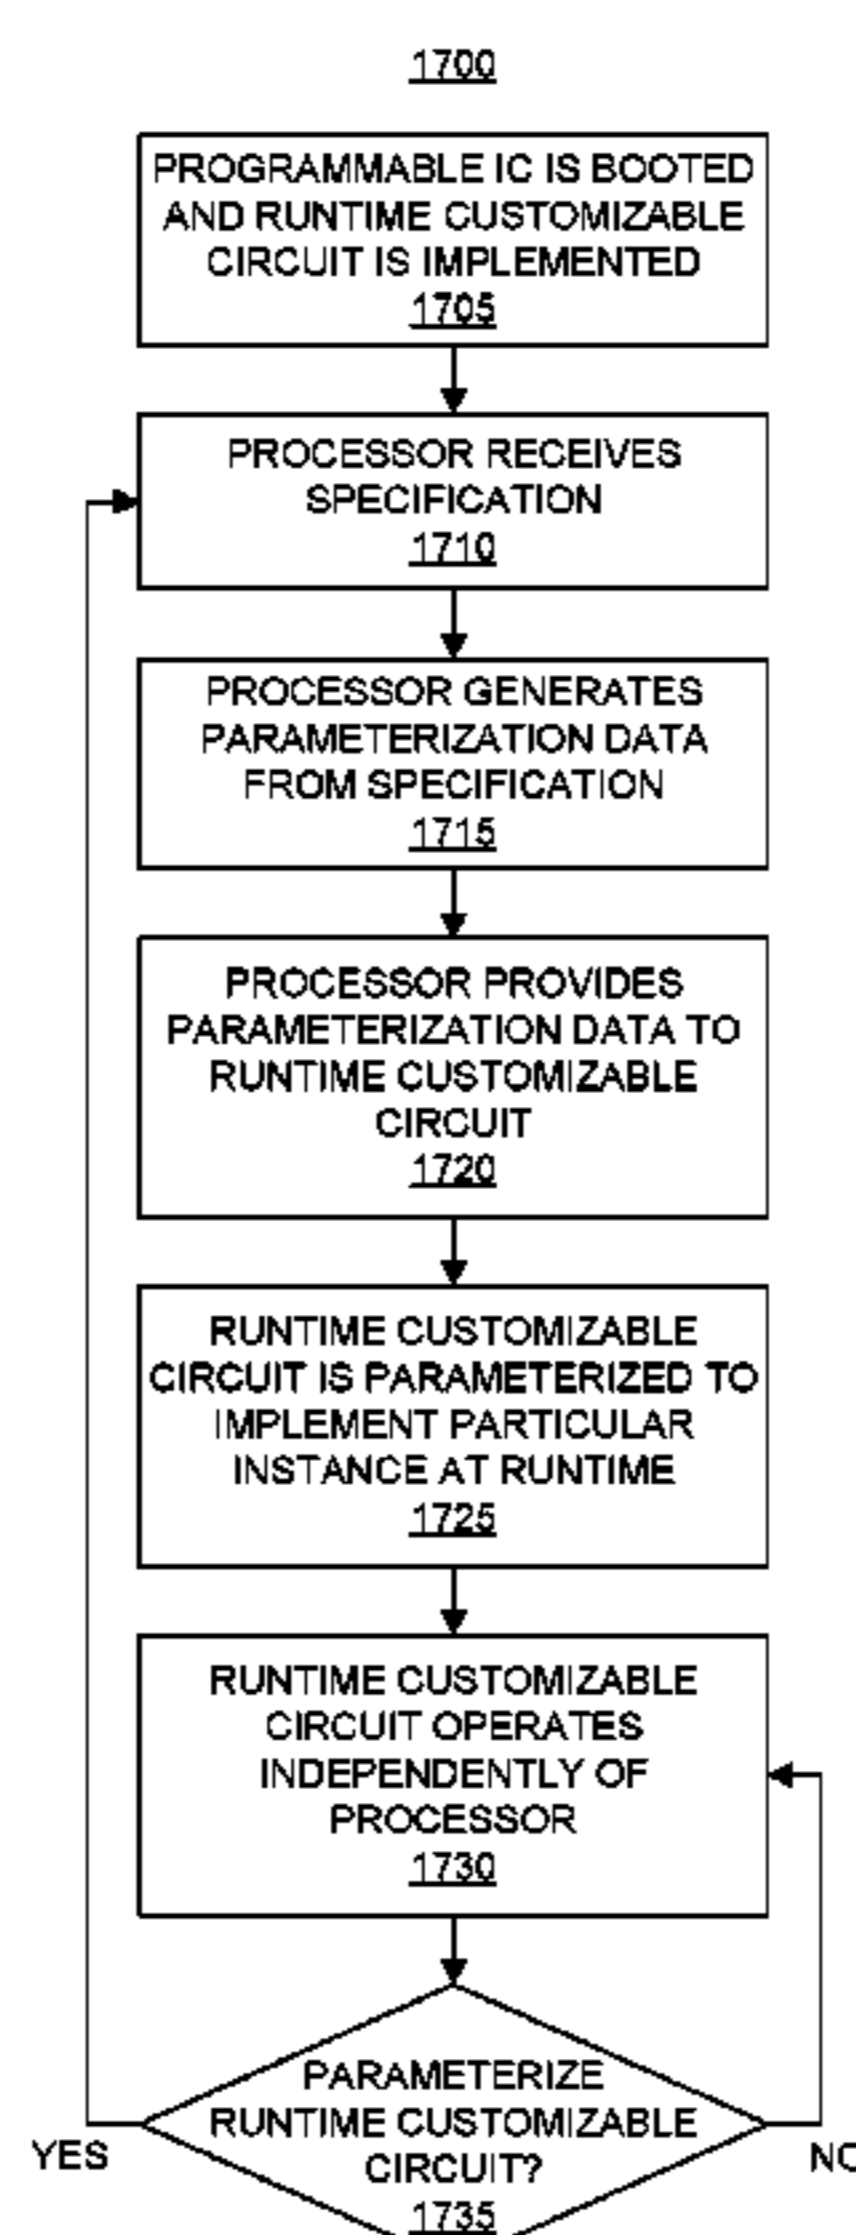 1700
PROGRAMMABLE IC IS BOOTED
AND RUNTIME CUSTOMIZABLE
CIRCUIT IS IMPLEMENTED
1705
PROCESSOR RECEIVES
SPECIFICATION
1710
PROCESSOR GENERATES
PARAMETERIZATION DATA
FROM SPECIFICATION
1715
PROCESSOR PROVIDES
PARAMETERIZATION DATA TO
RUNTIME CUSTOMIZABLE
CIRCUIT
1720
RUNTIME CUSTOMIZABLE
CIRCUIT IS PARAMETERIZED TO
IMPLEMENT PARTICULAR
INSTANCE AT RUNTIME
1725
RUNTIME CUSTOMIZABLE
CIRCUIT OPERATES
INDEPENDENTLY OF
PROCESSOR
1730
PARAMETERIZE
RUNTIME CUSTOMIZABLE
CIRCUIT?
1735
YES
NO